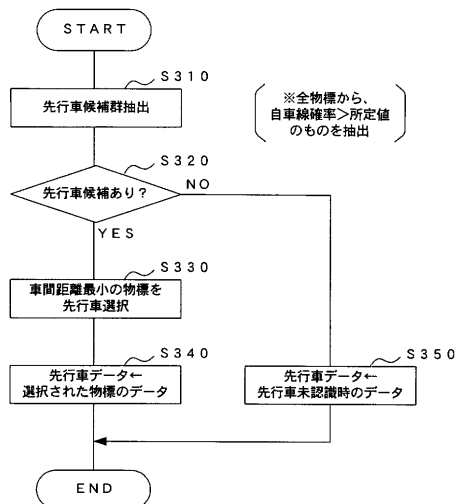 START
S310
先行車候補群抽出
※全物標から、
自車線確率>所定値
のものを抽出
S320
先行車候補あり?
NO
YES
S330
車間距離最小の物標を
先行車選択
S340
先行車データ←
選択された物標のデータ
S350
先行車データ←
先行車未認識時のデータ
END